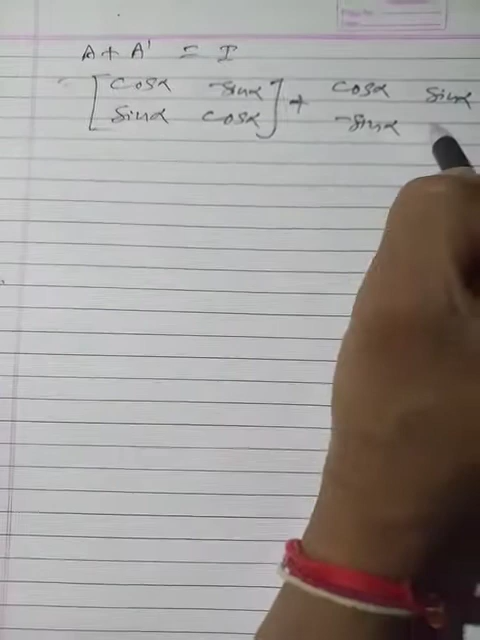 A + A' = I
[cosα -sinα] + cosα sinα
[sinα cosα] -sinα